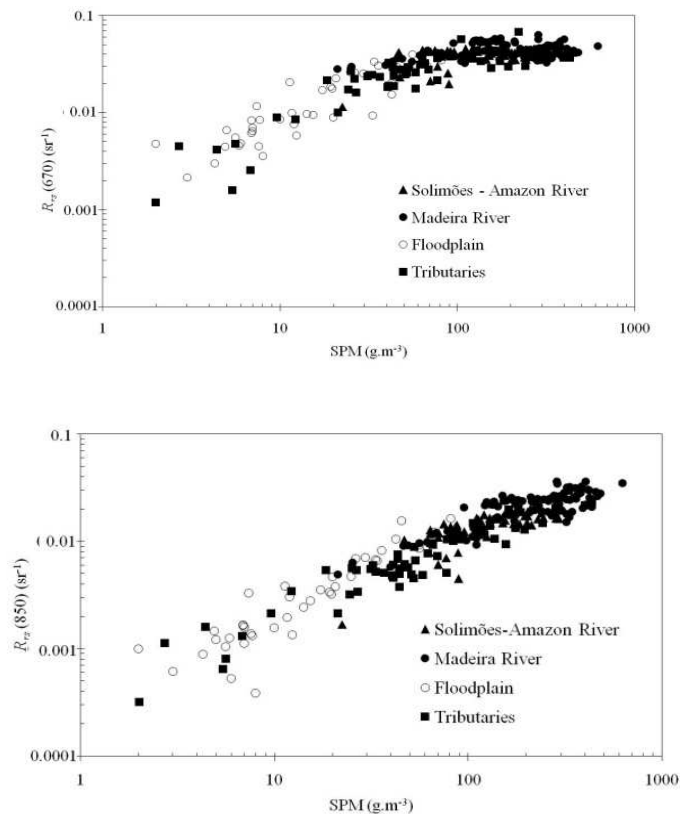 0.1
0.01
0.001
0.0001
R_rs (670) (sr⁻¹)
▲ Solimões - Amazon River
● Madeira River
○ Floodplain
■ Tributaries
1 10 100 1000
SPM (g.m⁻³)
0.1
( 0.01
0.001
0.0001
R_rs (850) (sr⁻¹)
▲ Solimões-Amazon River
● Madeira River
○ Floodplain
■ Tributaries
1 10 100 1000
SPM (g.m⁻³)